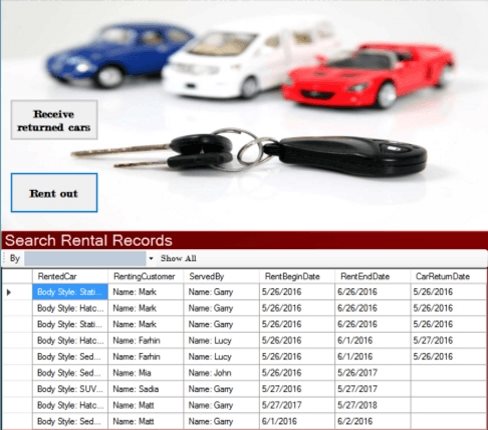 Receive
returned cars
Rent out
Search Rental Records
By Show All
RentedCar RentingCustomer ServedBy RentBeginDate RentEndDate CarReturnDate
Body Style: Stati... Name: Mark Name: Garry 5/26/2016 6/26/2016 5/26/2016
Body Style: Hatc... Name: Mark Name: Garry 5/26/2016 6/26/2016 5/26/2016
Body Style: Stati... Name: Mark Name: Garry 5/26/2016 6/26/2016 5/26/2016
Body Style: Hatc... Name: Farhin Name: Lucy 5/26/2016 6/1/2016 5/27/2016
Body Style: Sed... Name: Farhin Name: Lucy 5/26/2016 6/1/2016 5/26/2016
Body Style: Sed... Name: Mia Name: John 5/26/2016 5/26/2017
Body Style: SUV... Name: Sadia Name: Garry 5/27/2016 5/27/2017
Body Style: Hatc... Name: Matt Name: Garry 5/27/2017 5/27/2018
Body Style: Sed... Name: Matt Name: Garry 6/1/2016 6/2/2016